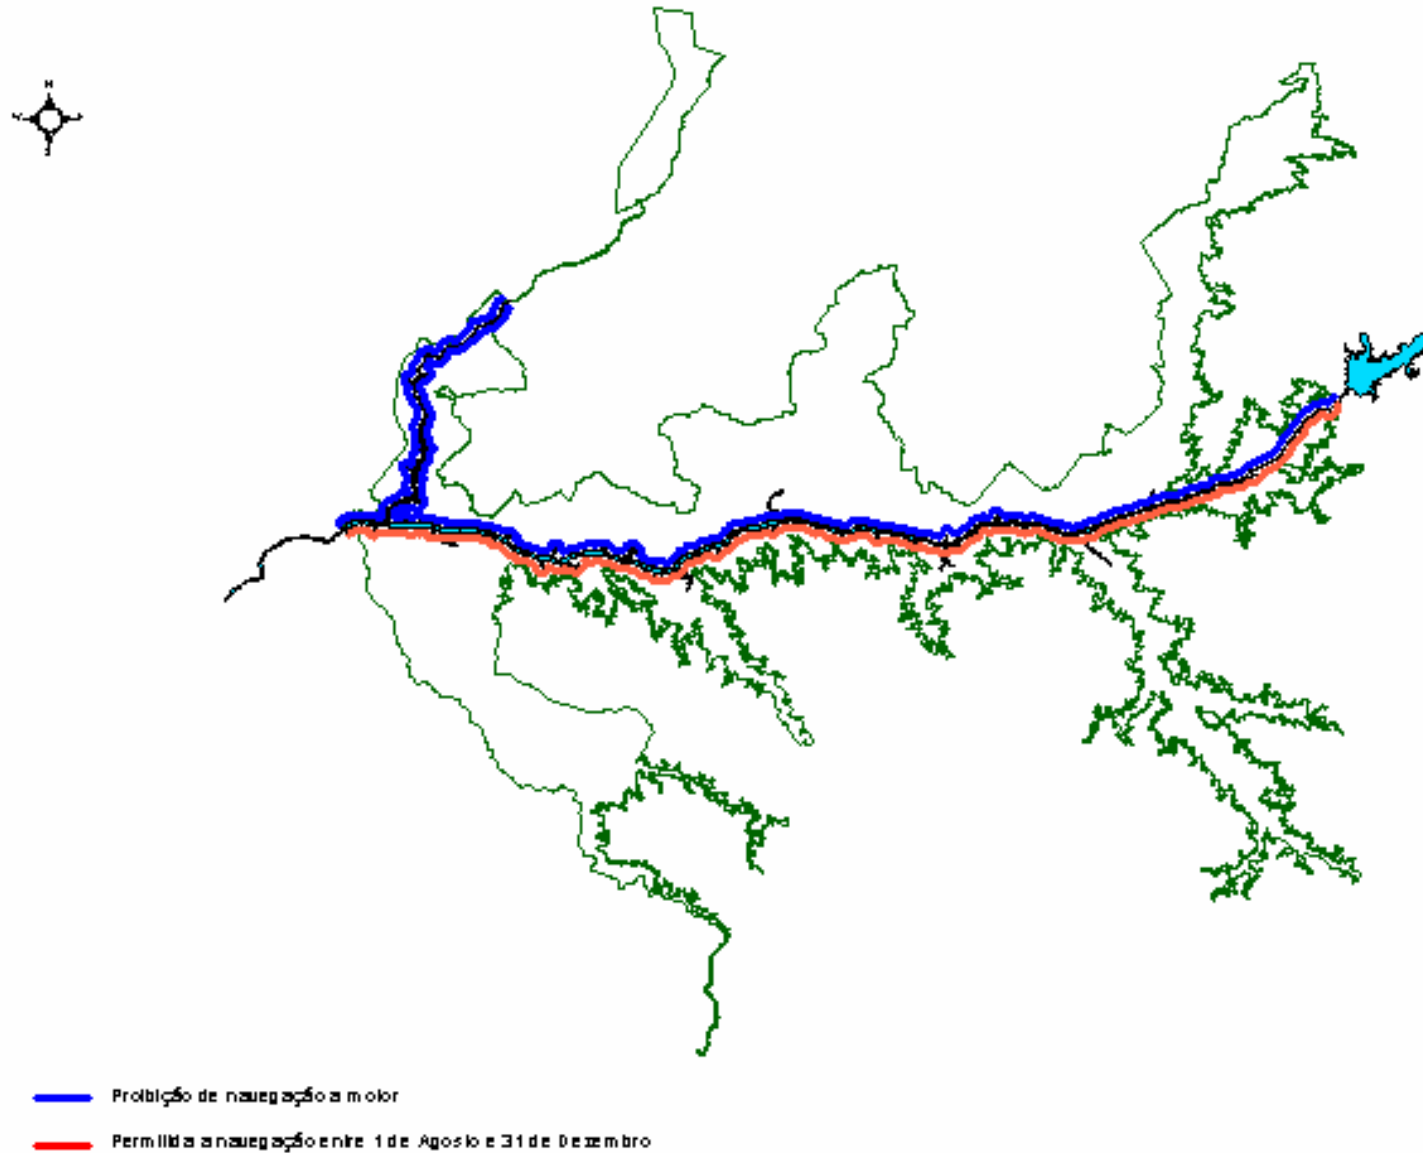 N
Proibição de navegação a motor
Permitida a navegação entre 1 de Agosto e 31 de Dezembro